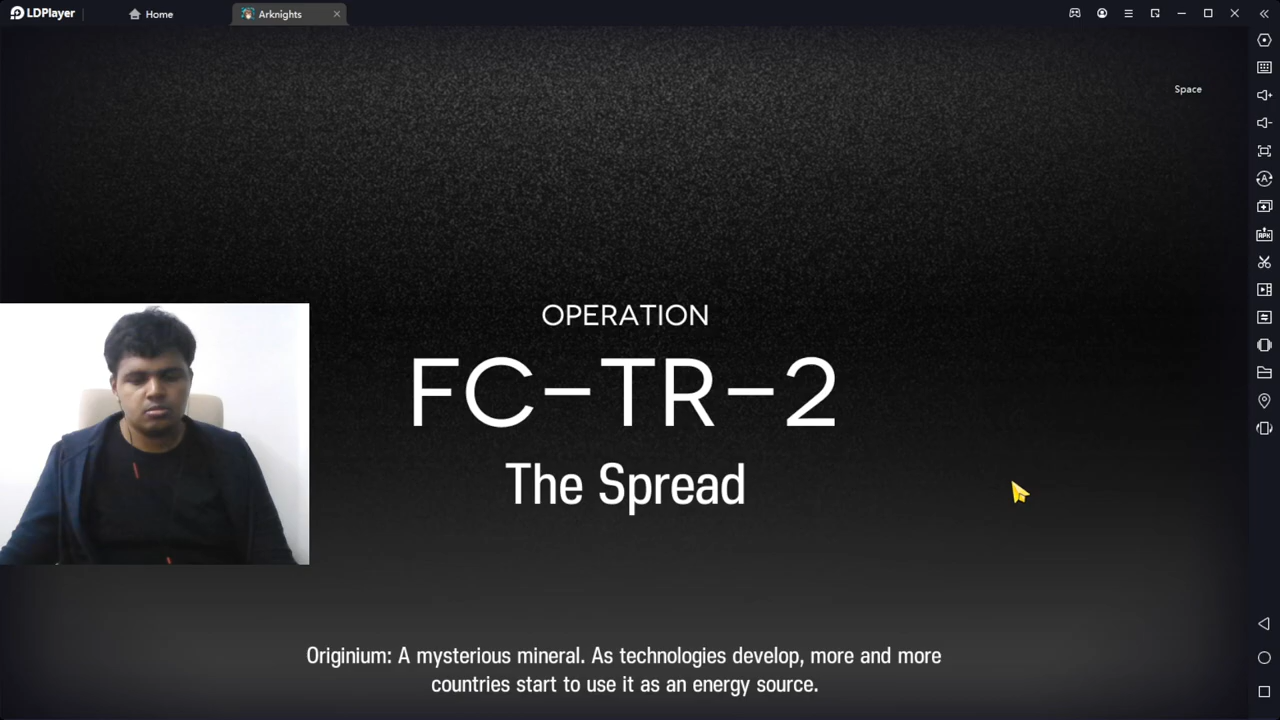 LDPlayer
Home
Arknights
Space
OPERATION
FC-TR-2
The Spread
Originium: A mysterious mineral. As technologies develop, more and more
countries start to use it as an energy source.